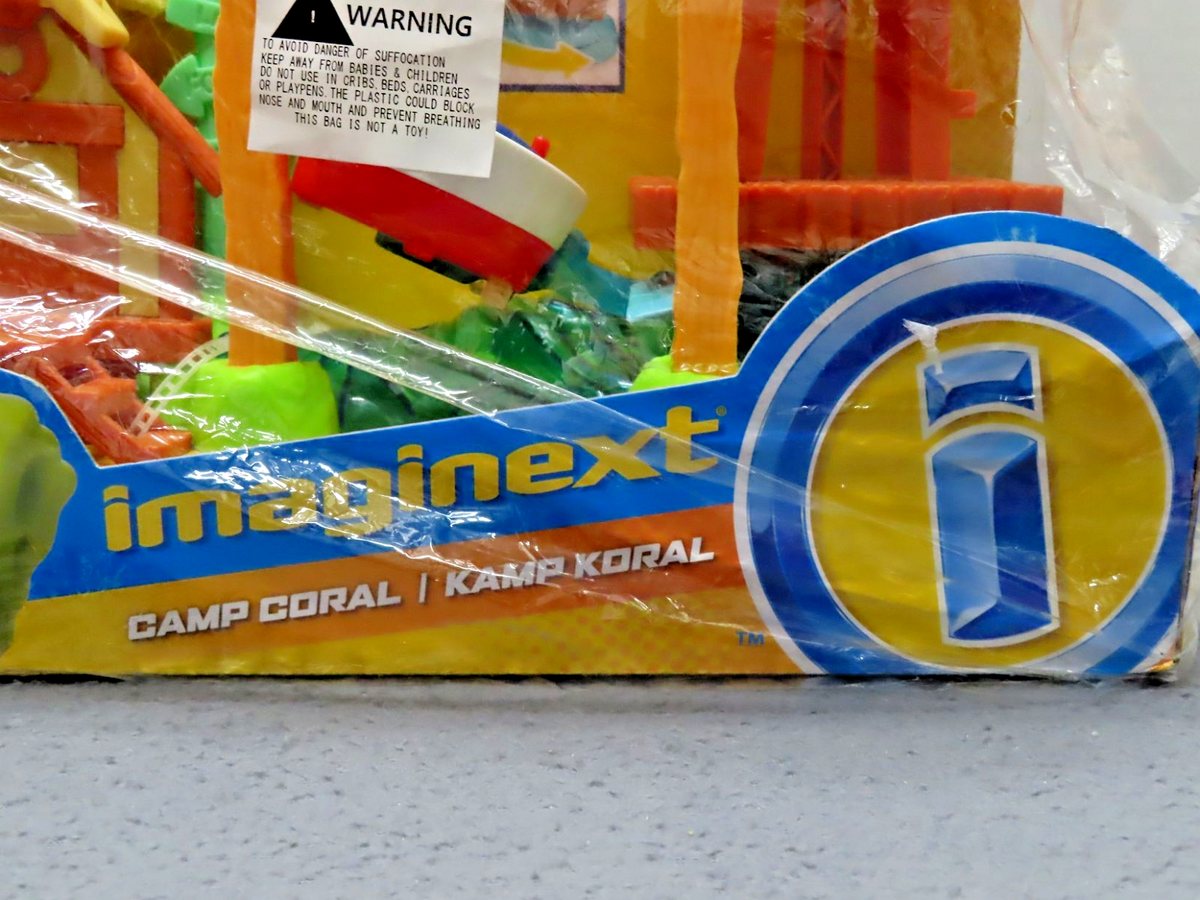 ! WARNING
TO AVOID DANGER OF SUFFOCATION
KEEP AWAY FROM BABIES & CHILDREN
DO NOT USE IN CRIBS, BEDS, CARRIAGES
OR PLAYPENS. THE PLASTIC COULD BLOCK
NOSE AND MOUTH AND PREVENT BREATHING
THIS BAG IS NOT A TOY!
imaginext®
CAMP CORAL | KAMP KORAL
TM
i